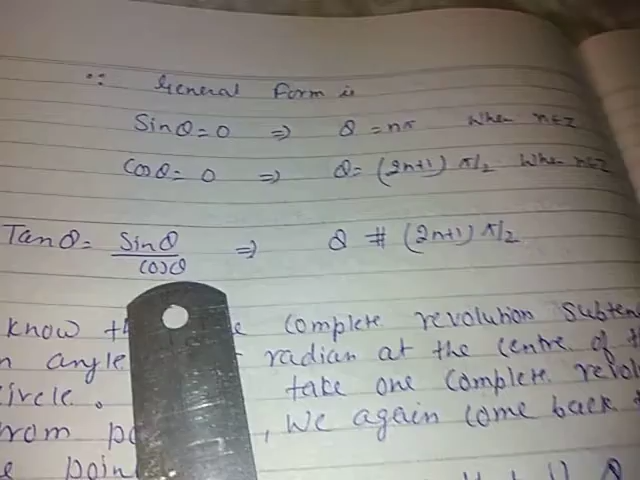 ∵ General Form is
Sinθ=0 ⇒ θ = nπ When n∈Z
Cosθ = 0 ⇒ θ= (2n+1) π/2 When n∈Z
Tanθ = Sinθ/Cosθ ⇒ θ ≠ (2n+1) π/2
know complete revolution subten
angle radian at the centre of
circle. take one complete revol
from , We again come back
poin